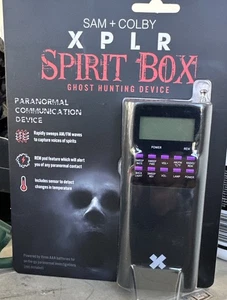 SAM + COLBY
XPLR
SPIRIT BOX
GHOST HUNTING DEVICE
PARANORMAL
COMMUNICATION
DEVICE
Rapidly sweeps AM/FM waves
to capture voices of spirits
REM pod feature which will alert
you of any paranormal contact
Includes sensor to detect
changes in temperature
POWER
REM